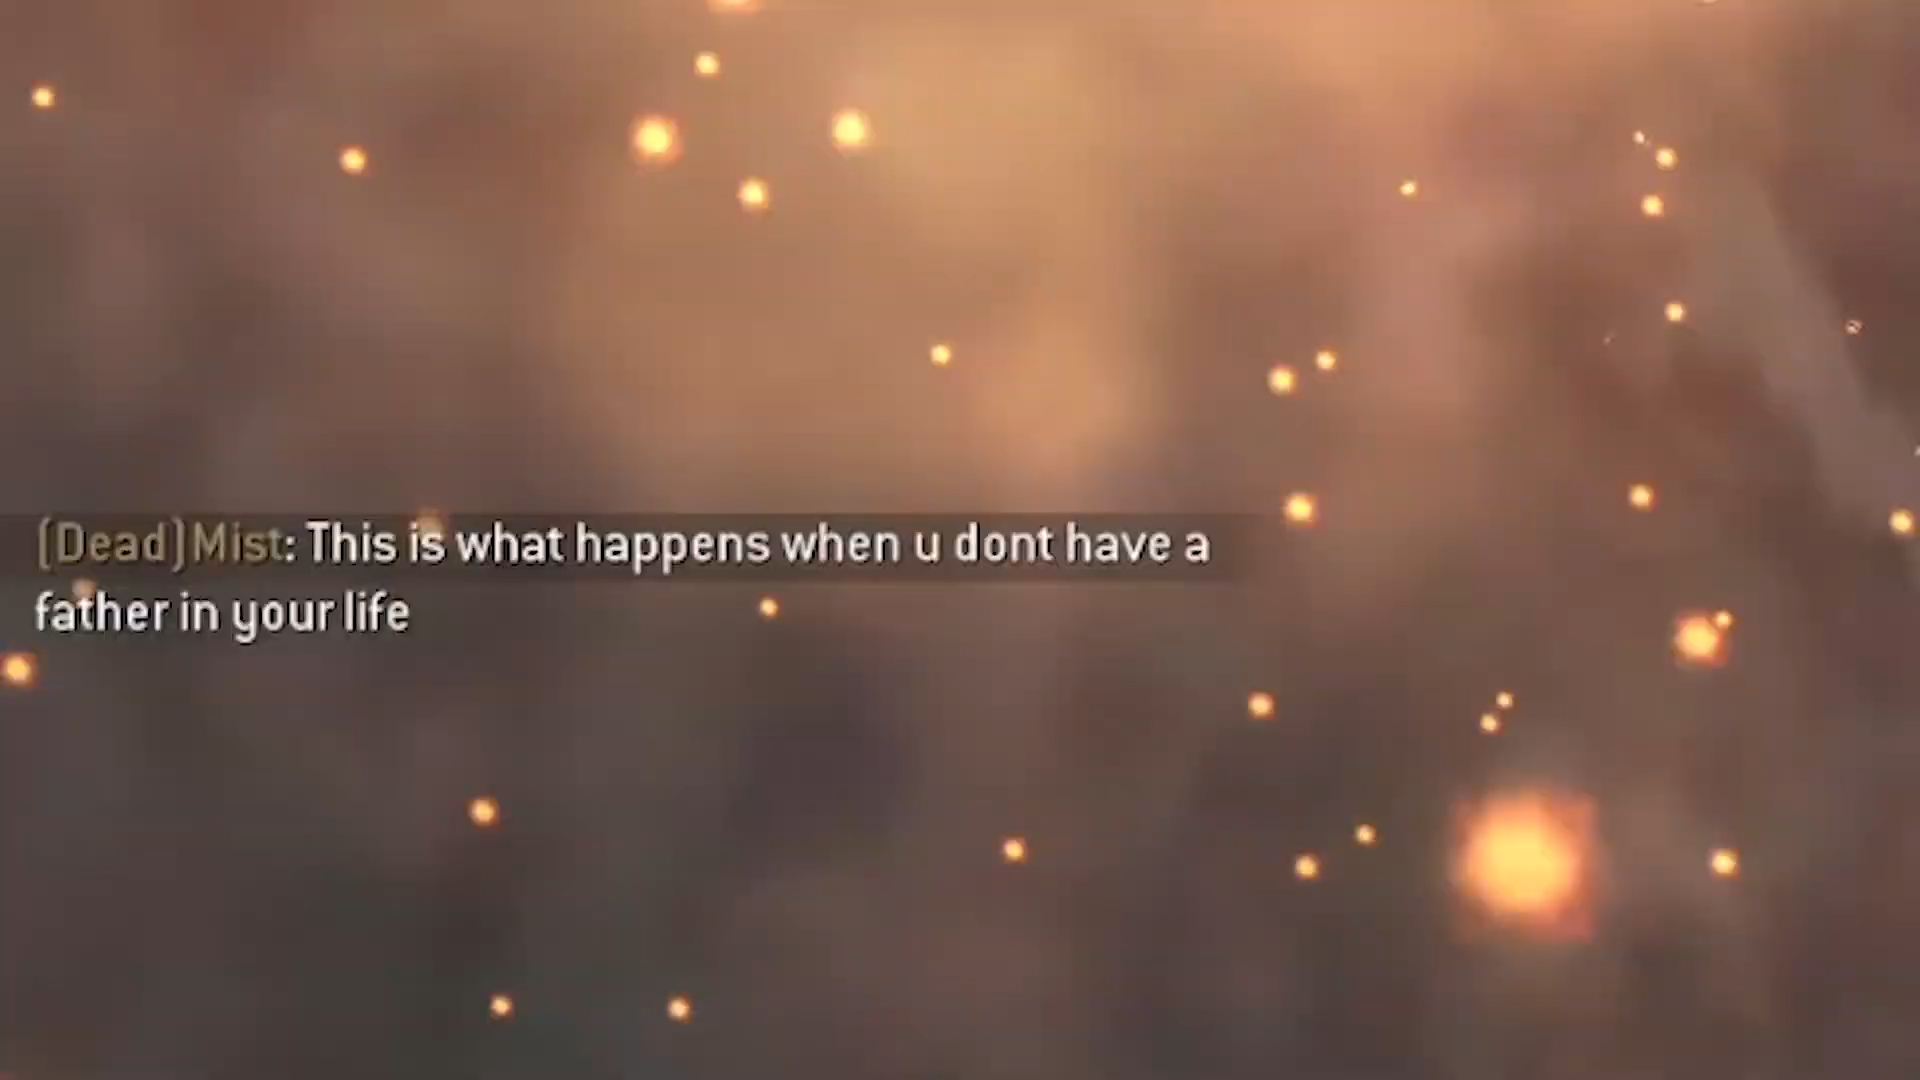 (Dead)Mist: This is what happens when u dont have a
father in your life